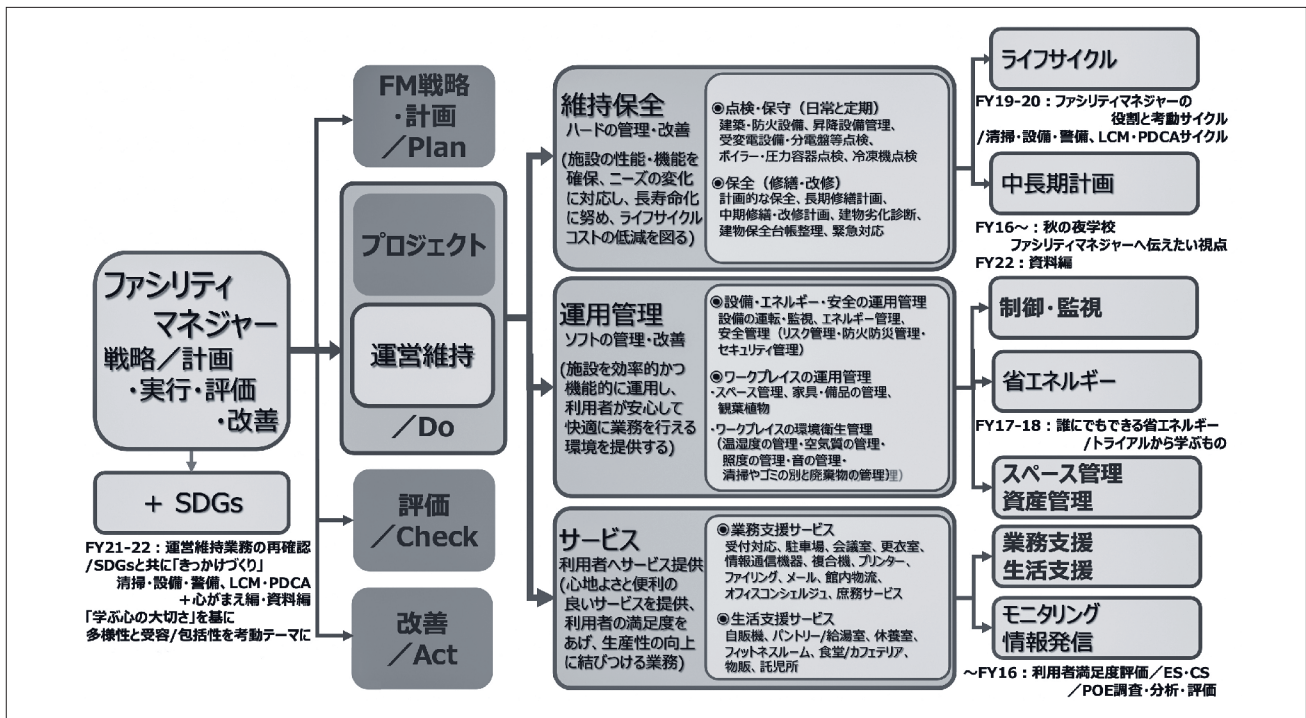 ファシリティ
マネジャー
戦略/計画
・実行・評価
・改善
+ SDGs
FY21-22:運営維持業務の再確認
/SDGsと共に「きっかけづくり」
清掃・設備・警備、LCM・PDCA
+心がまえ編・資料編
「学ぶ心の大切さ」を基に
多様性と受容/包括性を考動テーマに
FM戦略
・計画
/Plan
プロジェクト
運営維持
/Do
評価
/Check
改善
/Act
維持保全
ハードの管理・改善
(施設の性能・機能を
確保、ニーズの変化
に対応し、長寿命化
に努め、ライフサイクル
コストの低減を図る)
◉点検・保守(日常と定期)
建築・防火設備、昇降設備管理、
受変電設備・分電盤等点検、
ボイラー・圧力容器点検、冷凍機点検
◉保全(修繕・改修)
計画的な保全、長期修繕計画、
中期修繕・改修計画、建物劣化診断、
建物保全台帳整理、緊急対応
運用管理
ソフトの管理・改善
(施設を効率的かつ
機能的に運用し、
利用者が安心して
快適に業務を行える
環境を提供する)
◉設備・エネルギー・安全の運用管理
設備の運転・監視、エネルギー管理、
安全管理(リスク管理・防火防災管理・
セキュリティ管理)
◉ワークプレイスの運用管理
・スペース管理、家具・備品の管理、
観葉植物
・ワークプレイスの環境衛生管理
(温湿度の管理・空気質の管理・
照度の管理・音の管理・
清掃やゴミの別と廃棄物の管理)理)
サービス
利用者へサービス提供
(心地よさと便利の
良いサービスを提供、
利用者の満足度を
あげ、生産性の向上
に結びつける業務)
◉業務支援サービス
受付対応、駐車場、会議室、更衣室、
情報通信機器、複合機、プリンター、
ファイリング、メール、館内物流、
オフィスコンシェルジュ、庶務サービス
◉生活支援サービス
自販機、パントリー/給湯室、休養室、
フィットネスルーム、食堂/カフェテリア、
物販、託児所
ライフサイクル
FY19-20:ファシリティマネジャーの
役割と考動サイクル
/清掃・設備・警備、LCM・PDCAサイクル
中長期計画
FY16~:秋の夜学校
ファシリティマネジャーへ伝えたい視点
FY22:資料編
制御・監視
省エネルギー
FY17-18:誰にでもできる省エネルギー
/トライアルから学ぶもの
スペース管理
資産管理
業務支援
生活支援
モニタリング
情報発信
~FY16:利用者満足度評価/ES・CS
/POE調査・分析・評価